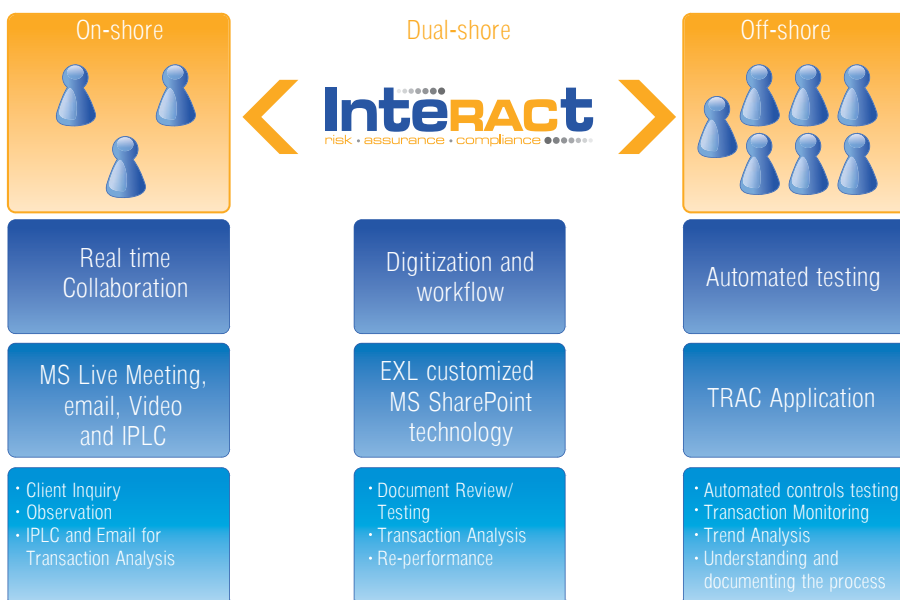 On-shore
Dual-shore
Off-shore
InteRACt
risk • assurance • compliance
Real time
Collaboration
Digitization and
workflow
Automated testing
MS Live Meeting,
email, Video
and IPLC
EXL customized
MS SharePoint
technology
TRAC Application
• Client Inquiry
• Observation
• IPLC and Email for
Transaction Analysis
• Document Review/
Testing
• Transaction Analysis
• Re-performance
• Automated controls testing
• Transaction Monitoring
• Trend Analysis
• Understanding and
documenting the process